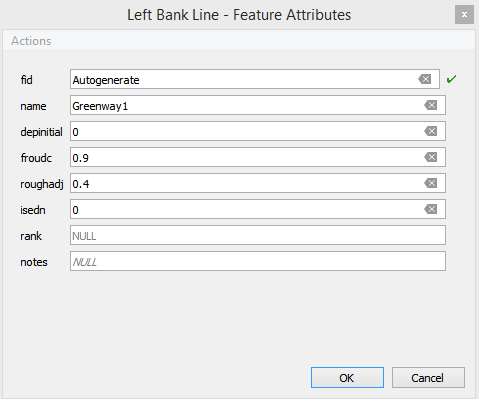 Left Bank Line - Feature Attributes
x
Actions
fid Autogenerate
name Greenway1
depinitial 0
froudc 0.9
roughadj 0.4
isedn 0
rank NULL
notes NULL
OK Cancel